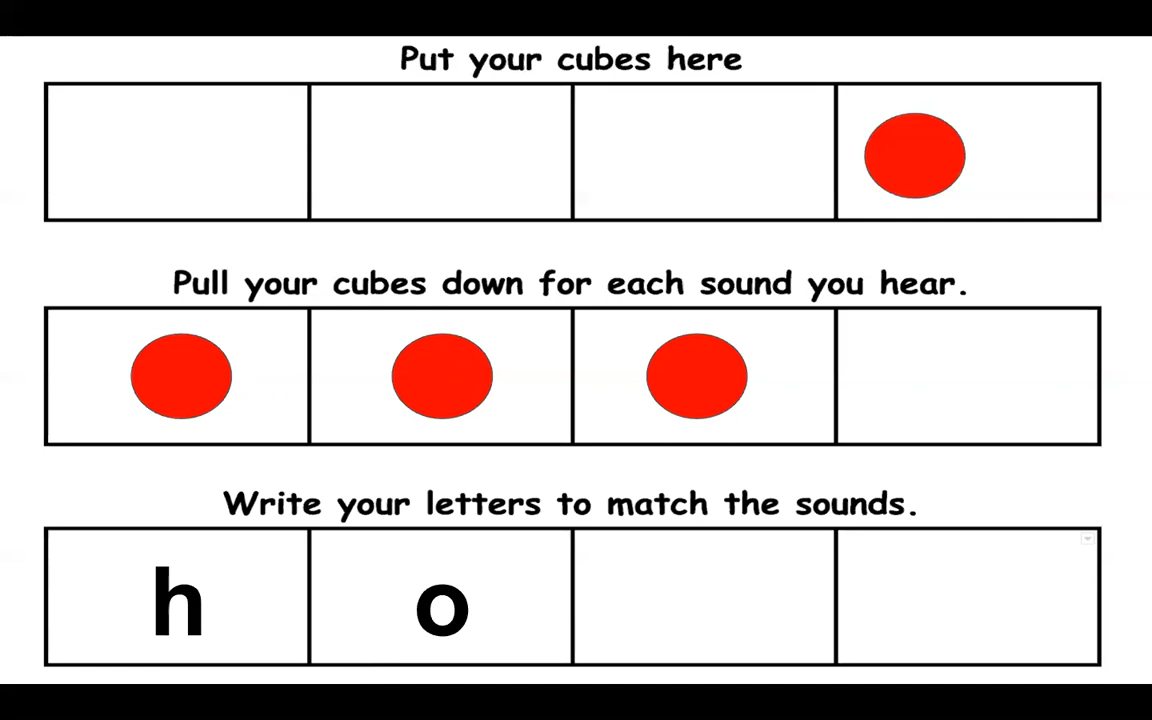 Put your cubes here
Pull your cubes down for each sound you hear.
Write your letters to match the sounds.
h o